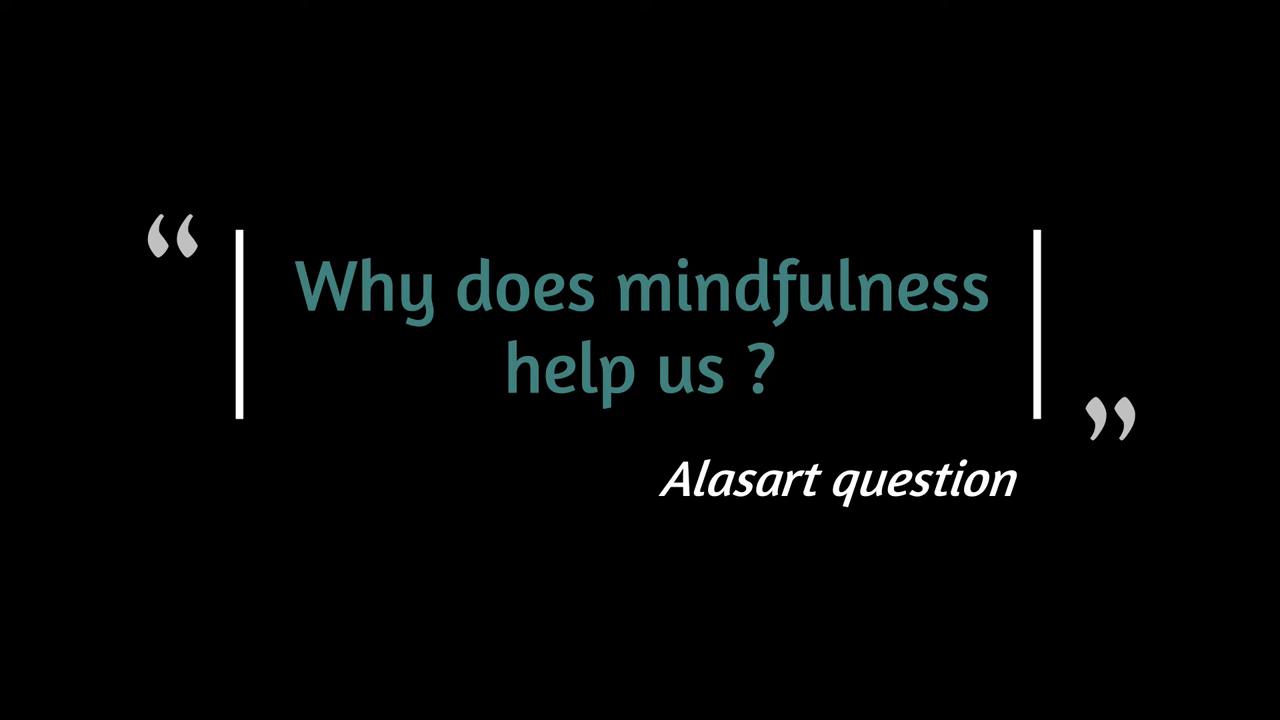 “
Why does mindfulness
help us ?
”
Alasart question